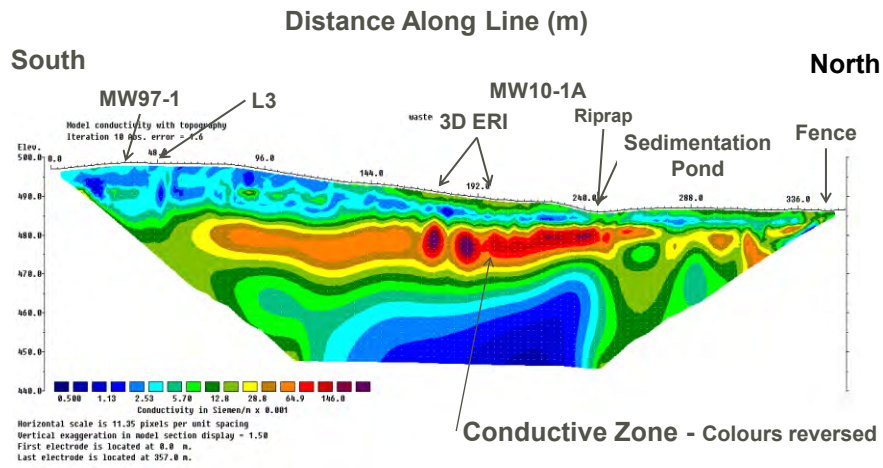 Distance Along Line (m)
South
North
MW97-1
L3
MW10-1A
waste
3D ERI
Riprap
Sedimentation
Pond
Fence
Model conductivity with topography
Iteration 10 Abs. error = 1.6
Elev.
500.0
490.0
480.0
470.0
460.0
450.0
440.0
0.0
48.0
96.0
144.0
192.0
240.0
288.0
336.0
0.500 1.13 2.53 5.70 12.8 28.8 64.9 146.0
Conductivity in Siemen/m x 0.001
Horizontal scale is 11.35 pixels per unit spacing
Vertical exaggeration in model section display = 1.50
First electrode is located at 0.0 m.
Last electrode is located at 357.0 m.
Conductive Zone - Colours reversed